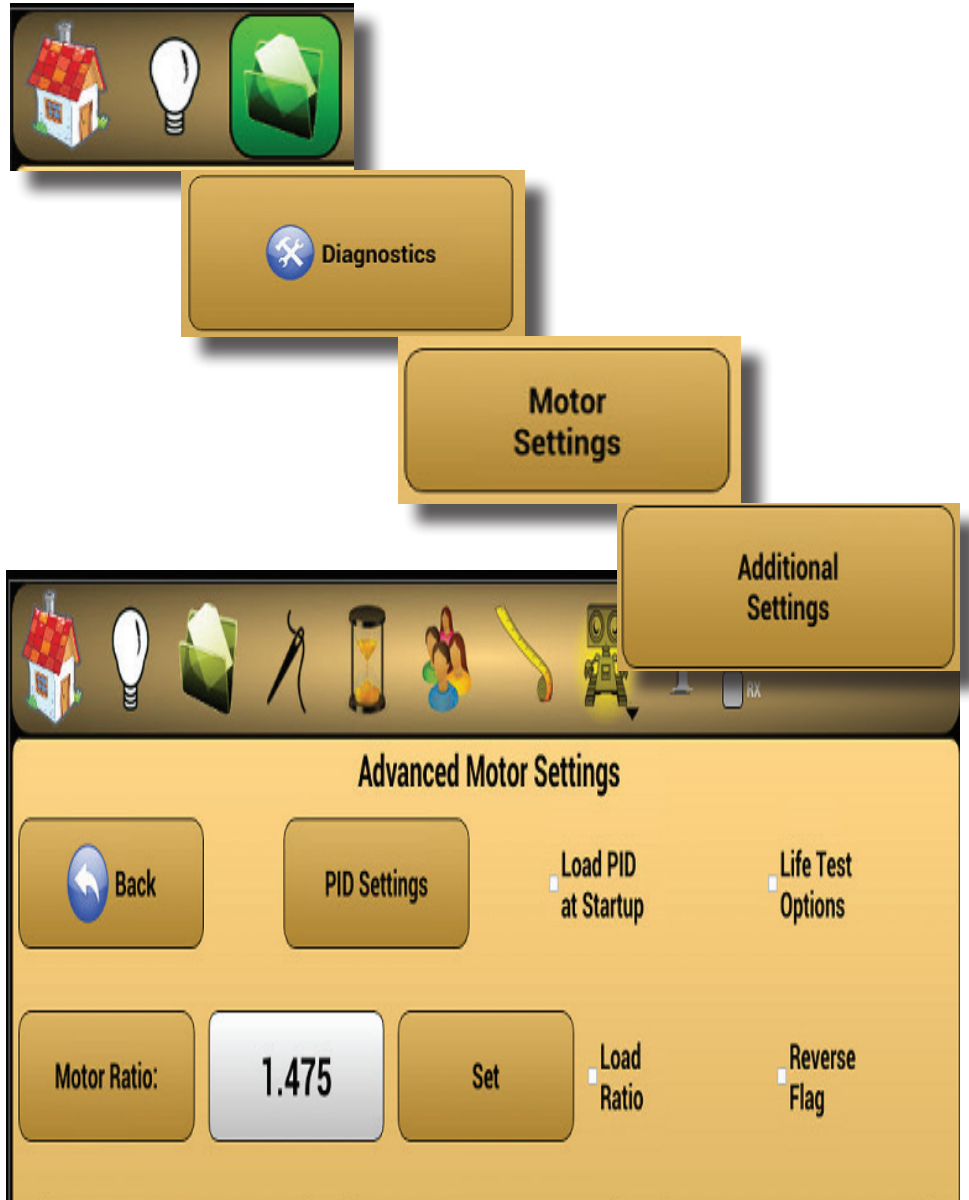 Diagnostics
Motor
Settings
Additional
Settings
RX
Advanced Motor Settings
Back
PID Settings
Load PID
at Startup
Life Test
Options
Motor Ratio:
1.475
Set
Load
Ratio
Reverse
Flag